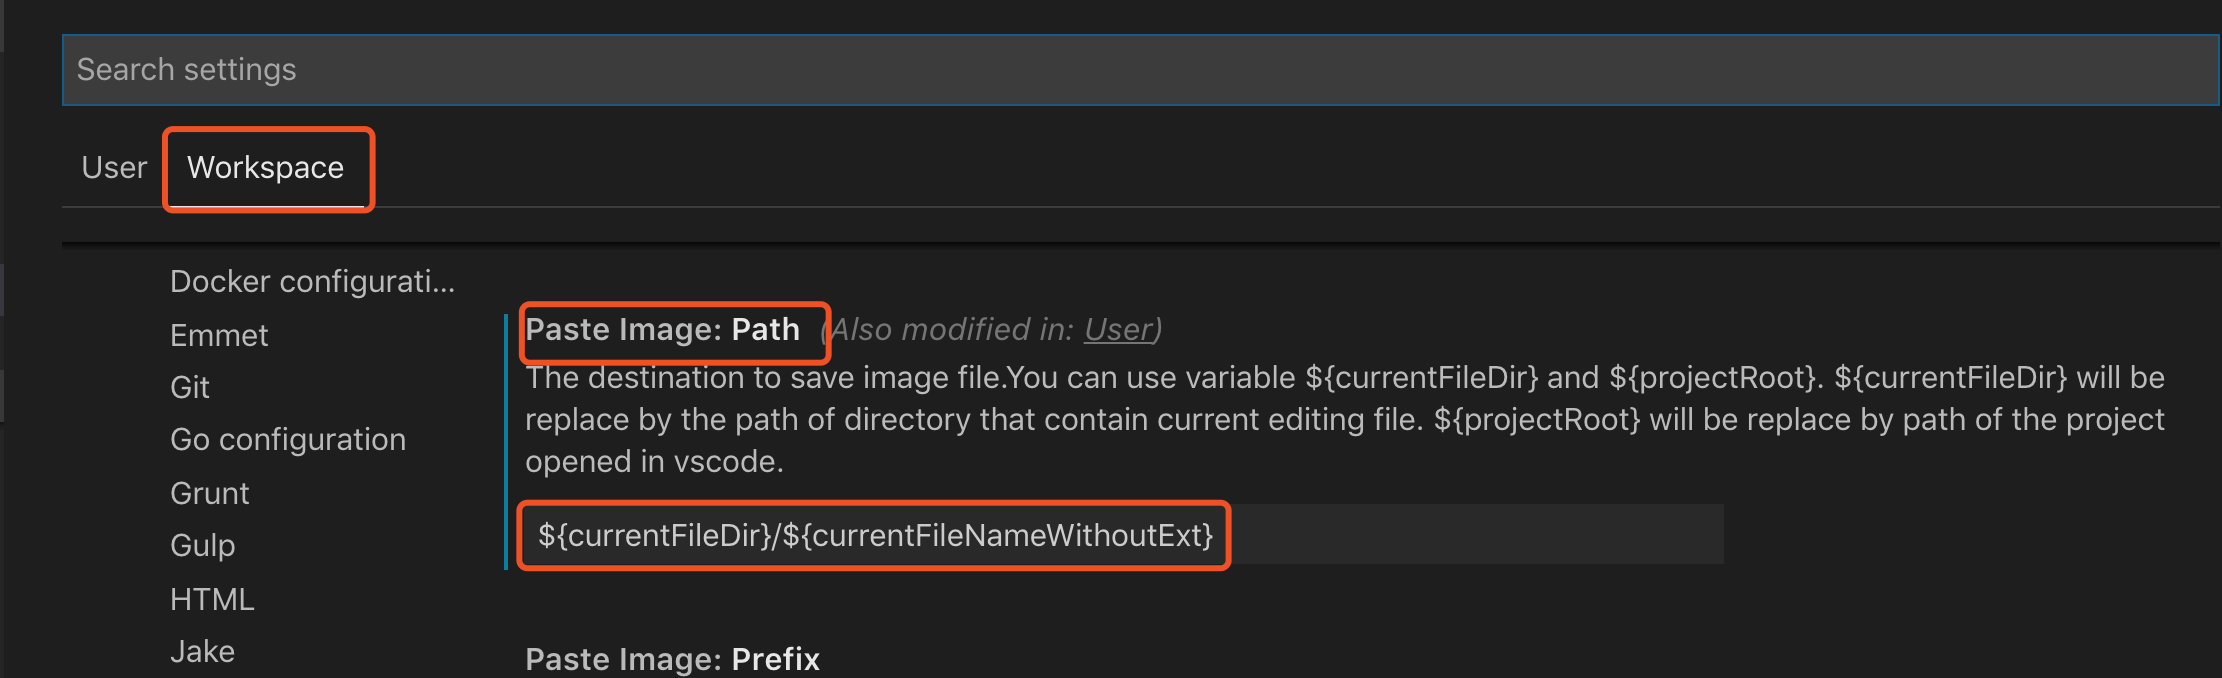 Search settings
User Workspace
Docker configurati...
Emmet
Git
Go configuration
Grunt
Gulp
HTML
Jake
Paste Image: Path (Also modified in: User)
The destination to save image file.You can use variable ${currentFileDir} and ${projectRoot}. ${currentFileDir} will be
replace by the path of directory that contain current editing file. ${projectRoot} will be replace by path of the project
opened in vscode.
${currentFileDir}/${currentFileNameWithoutExt}
Paste Image: Prefix